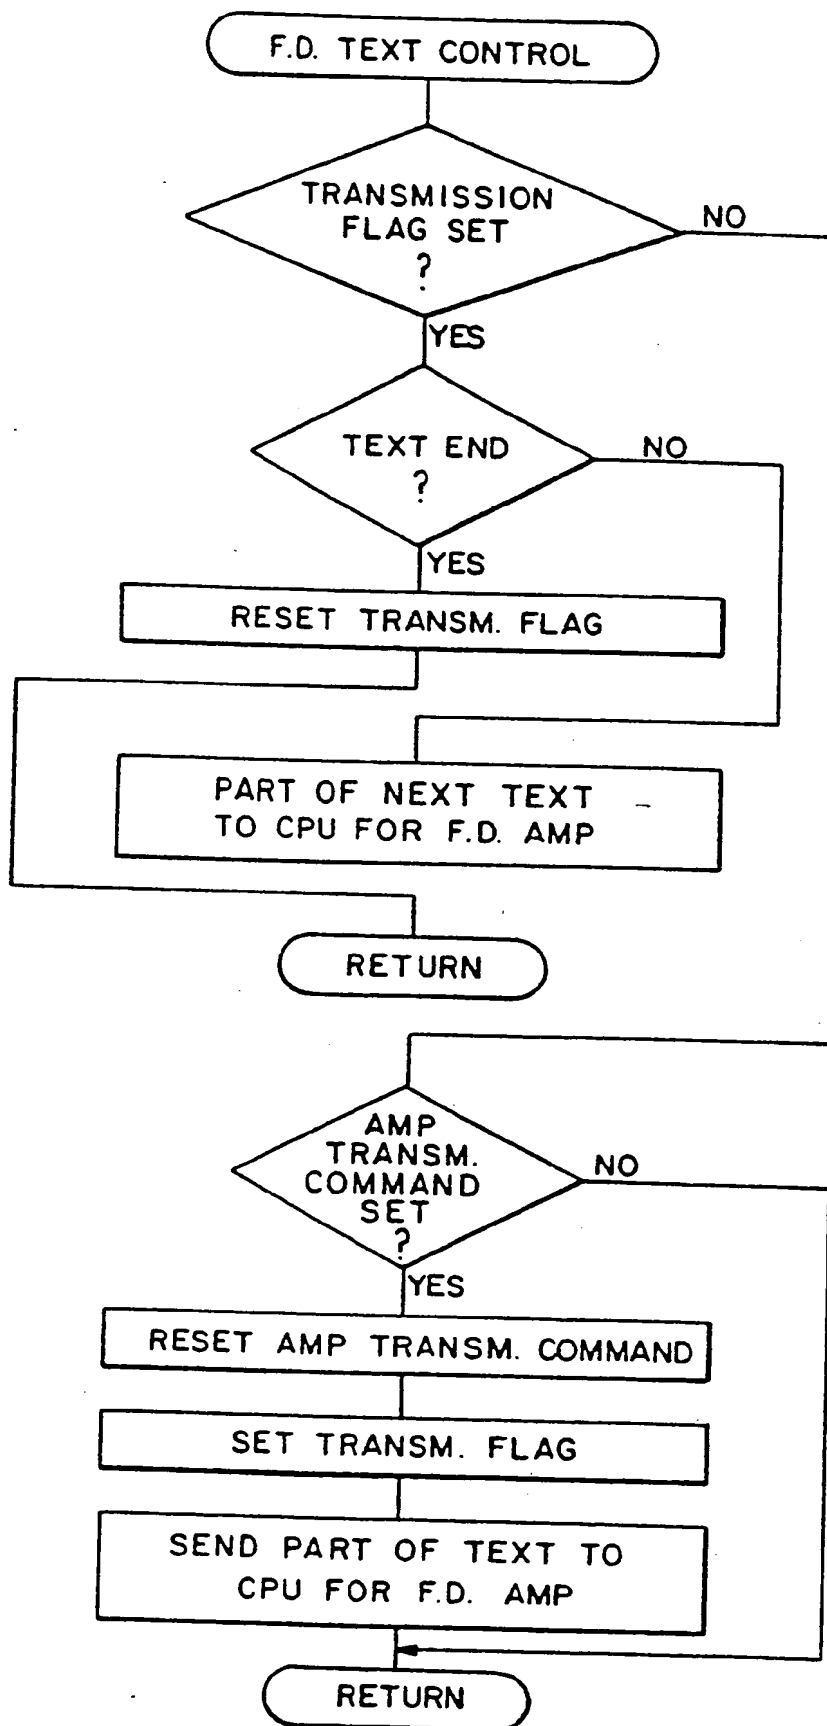 F.D. TEXT CONTROL
TRANSMISSION
FLAG SET
?
NO
YES
TEXT END
?
NO
YES
RESET TRANSM. FLAG
PART OF NEXT TEXT
TO CPU FOR F.D. AMP
RETURN
AMP
TRANSM.
COMMAND
SET
?
NO
YES
RESET AMP TRANSM. COMMAND
SET TRANSM. FLAG
SEND PART OF TEXT TO
CPU FOR F.D. AMP
RETURN